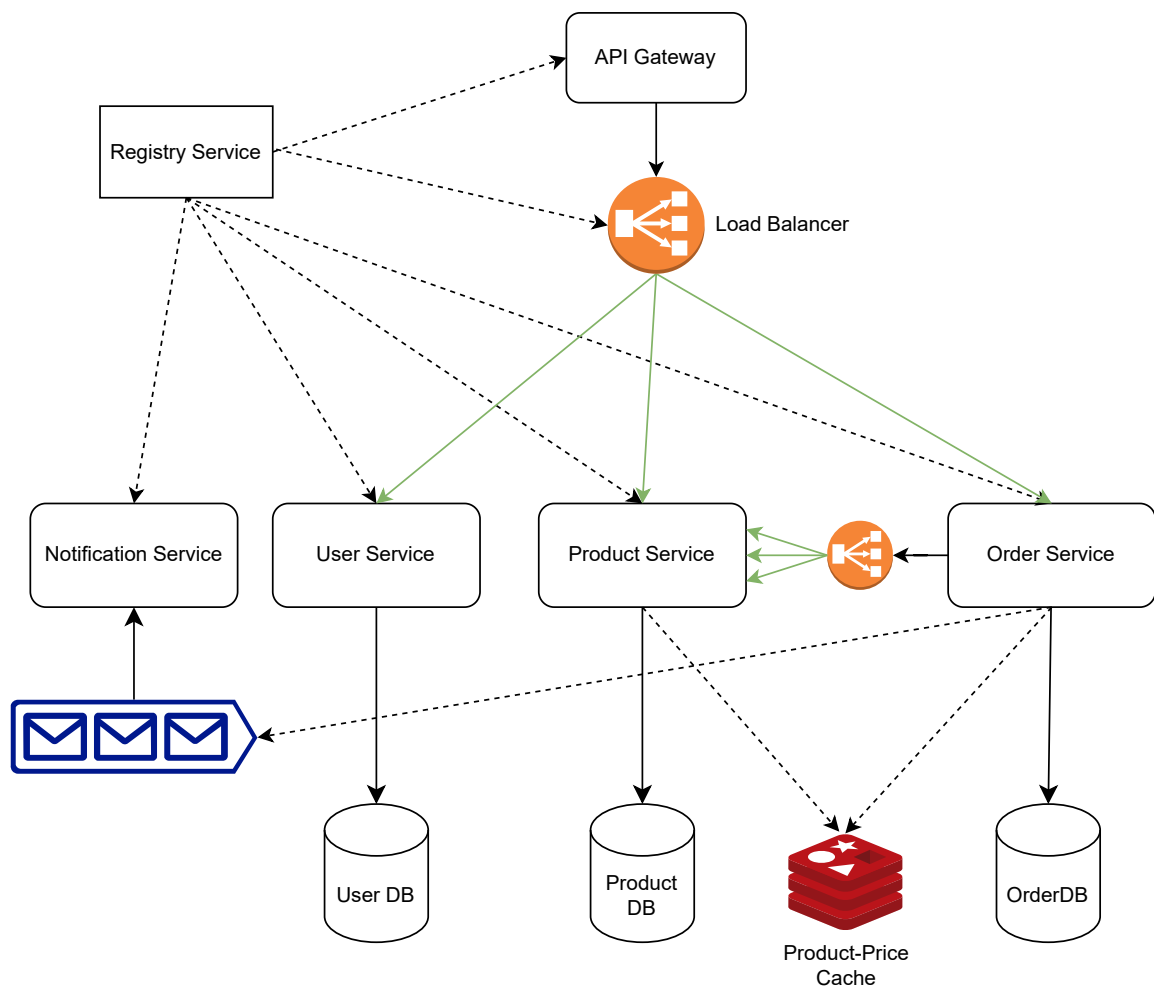 API Gateway
Registry Service
Load Balancer
Notification Service
User Service
Product Service
Order Service
User DB
Product
DB
OrderDB
Product-Price
Cache